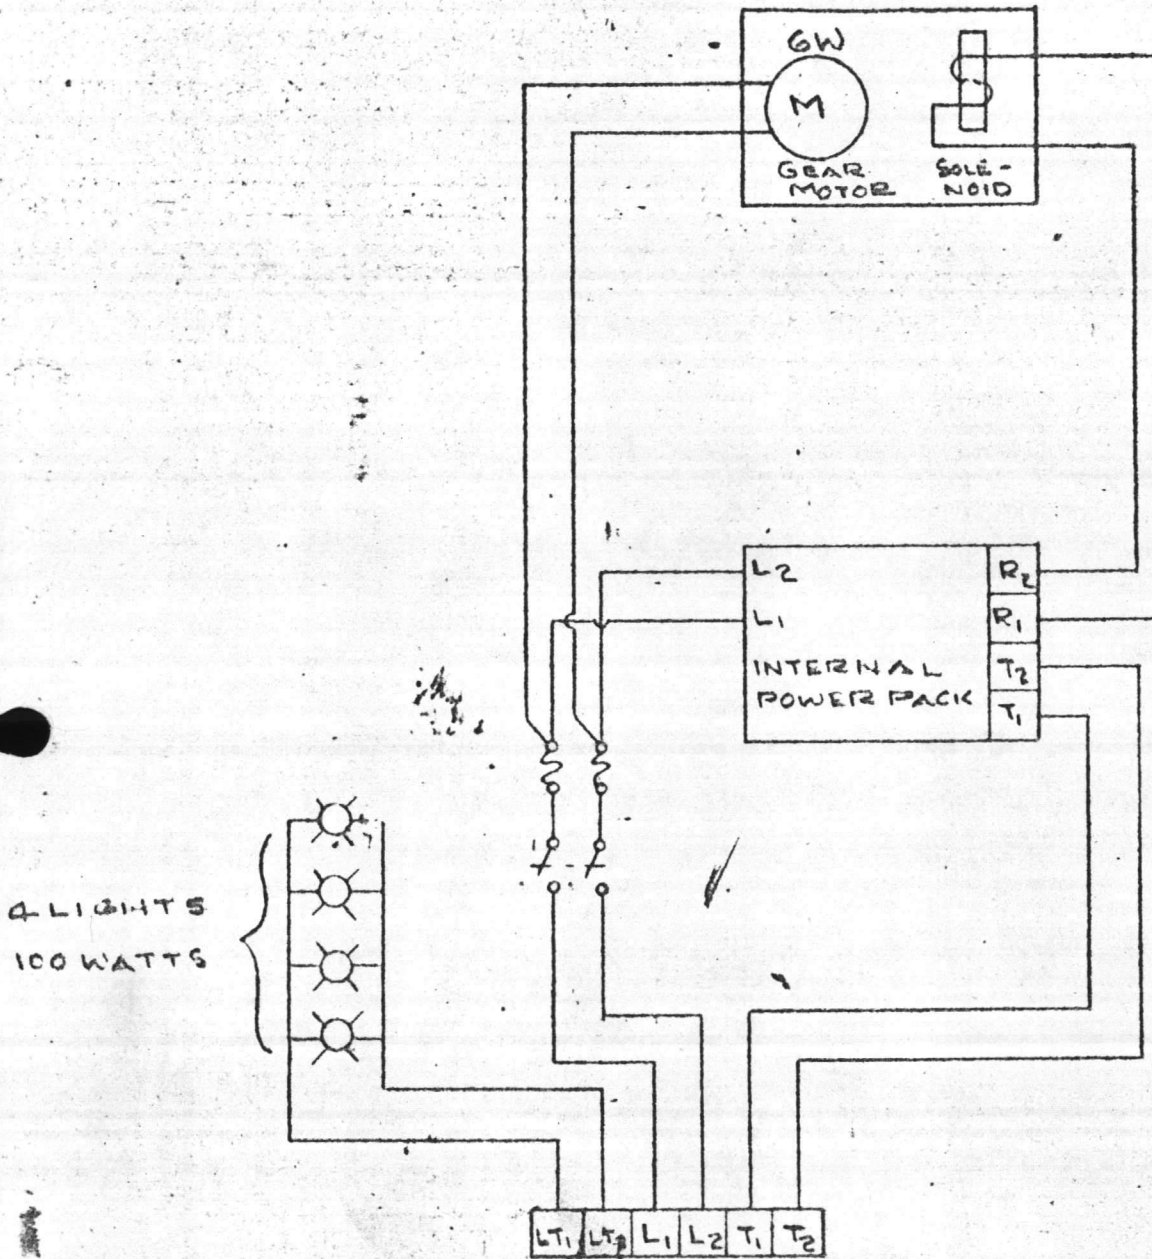 6W
M
GEAR
MOTOR
SOLE-
NOID
L2
R2
L1
R1
INTERNAL
POWER PACK
T2
T1
4 LIGHTS
100 WATTS
LT1 LT2 L1 L2 T1 T2